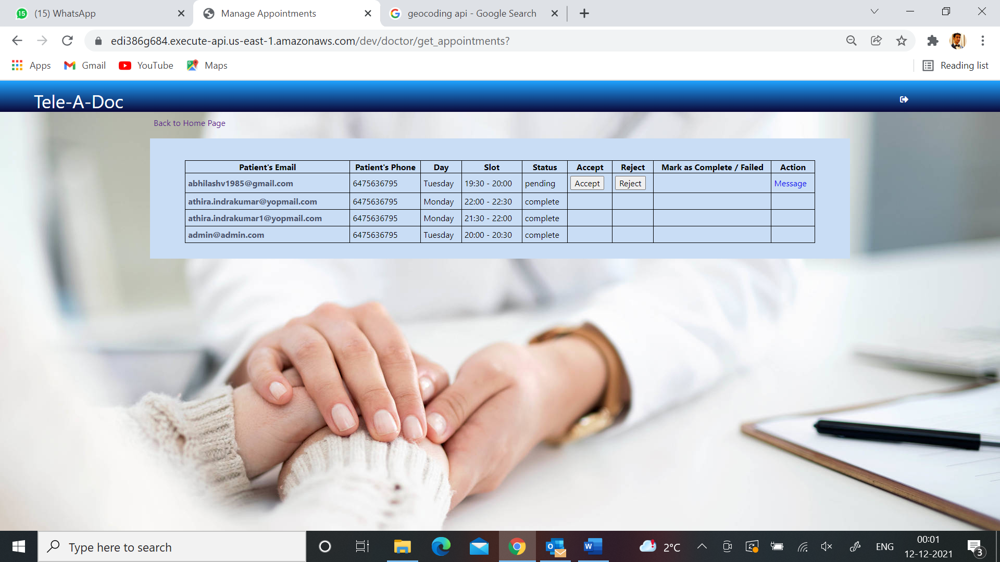 (15) WhatsApp
Manage Appointments
geocoding api - Google Search
edi386g684.execute-api.us-east-1.amazonaws.com/dev/doctor/get_appointments?
Apps Gmail YouTube Maps Reading list
Tele-A-Doc
Back to Home Page
Patient's Email Patient's Phone Day Slot Status Accept Reject Mark as Complete / Failed Action
abhilashv1985@gmail.com 6475636795 Tuesday 19:30 - 20:00 pending Accept Reject Message
athira.indrakumar@yopmail.com 6475636795 Monday 22:00 - 22:30 complete
athira.indrakumar1@yopmail.com 6475636795 Monday 21:30 - 22:00 complete
admin@admin.com 6475636795 Tuesday 20:00 - 20:30 complete
Type here to search
2°C
ENG
00:01
12-12-2021
3